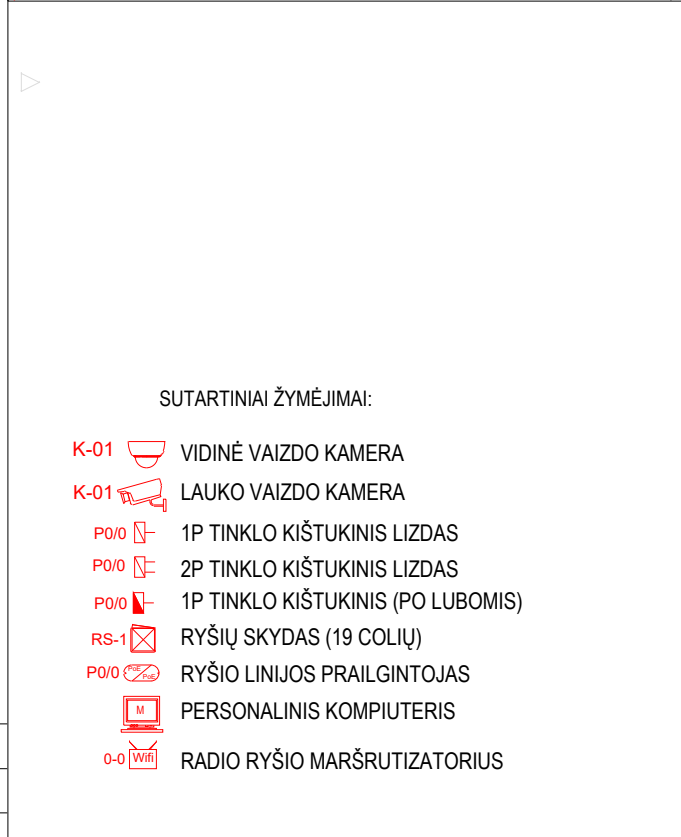 SUTARTINIAI ŽYMĖJIMAI:
K-01 VIDINĖ VAIZDO KAMERA
K-01 LAUKO VAIZDO KAMERA
P0/0 1P TINKLO KIŠTUKINIS LIZDAS
P0/0 2P TINKLO KIŠTUKINIS LIZDAS
P0/0 1P TINKLO KIŠTUKINIS (PO LUBOMIS)
RS-1 RYŠIŲ SKYDAS (19 COLIŲ)
P0/0 PoE PoE RYŠIO LINIJOS PRAILGINTOJAS
M PERSONALINIS KOMPIUTERIS
0-0 Wifi RADIO RYŠIO MARŠRUTIZATORIUS